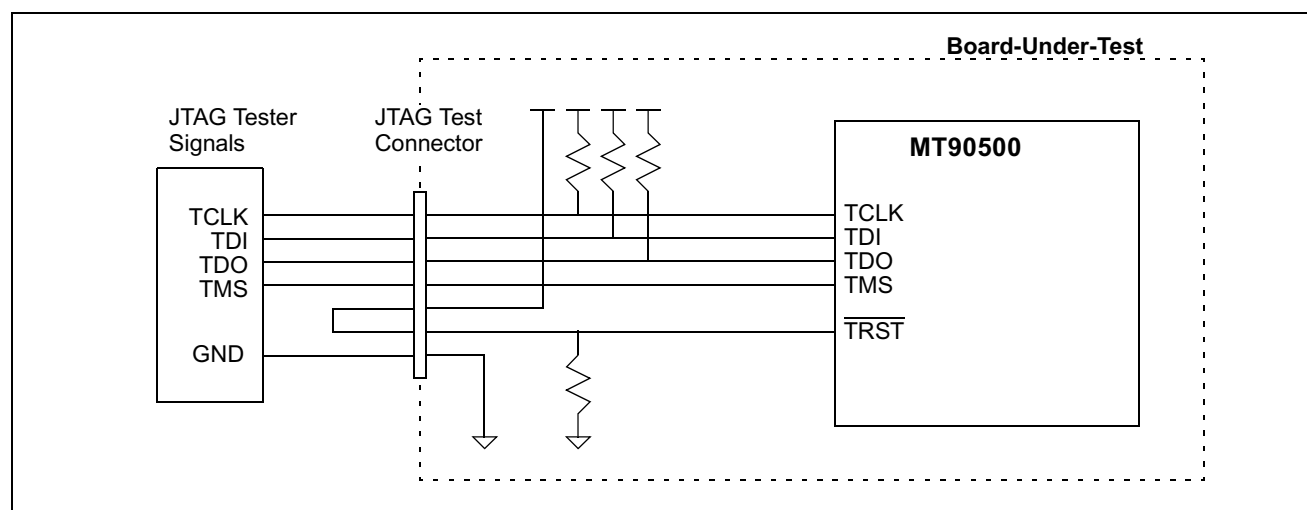 Board-Under-Test
JTAG Tester
Signals
JTAG Test
Connector
MT90500
TCLK
TDI
TDO
TMS
GND
TCLK
TDI
TDO
TMS
TRST